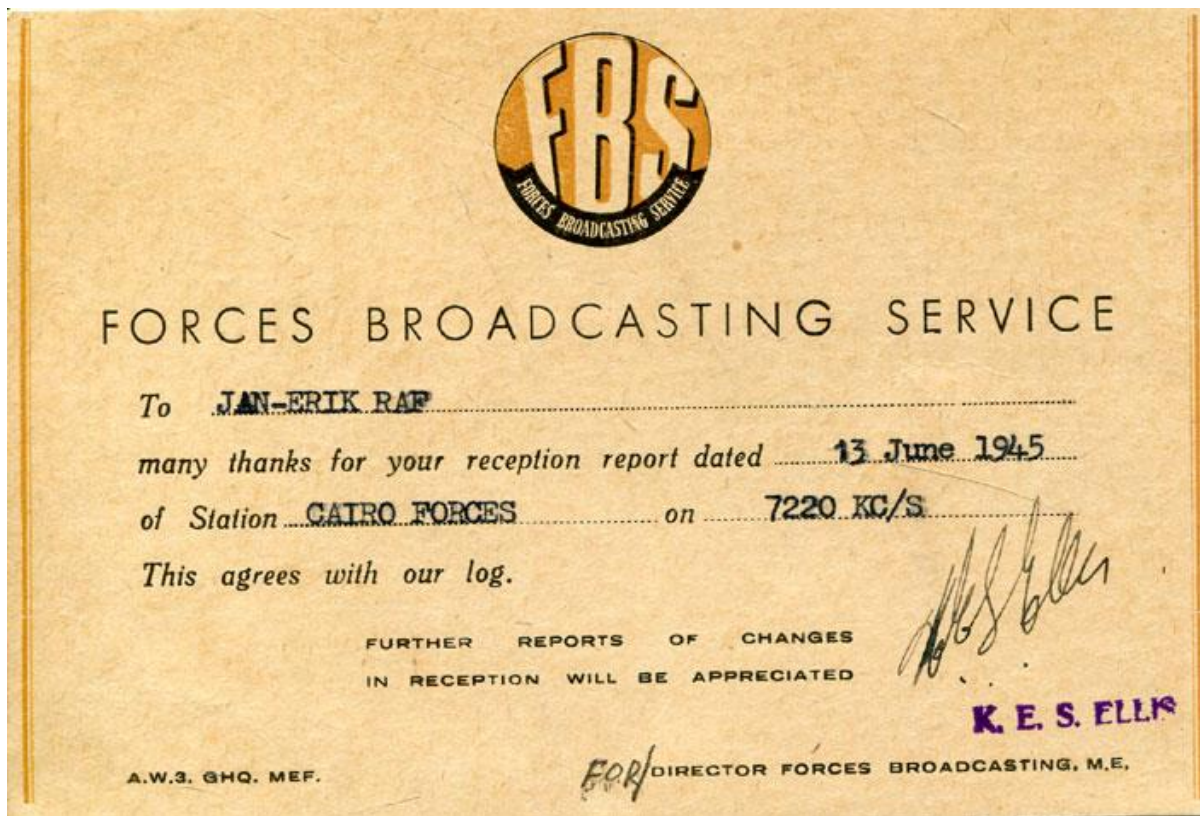 FBS
FORCES BROADCASTING SERVICE
FORCES BROADCASTING SERVICE
To JAN-ERIK RAF
many thanks for your reception report dated 13 June 1945
of Station CAIRO FORCES on 7220 KC/S
This agrees with our log.
FURTHER REPORTS OF CHANGES
IN RECEPTION WILL BE APPRECIATED
K E S Ellis
K. E. S. ELLIS
A.W.3. GHQ. MEF.
FOR/ DIRECTOR FORCES BROADCASTING, M.E.